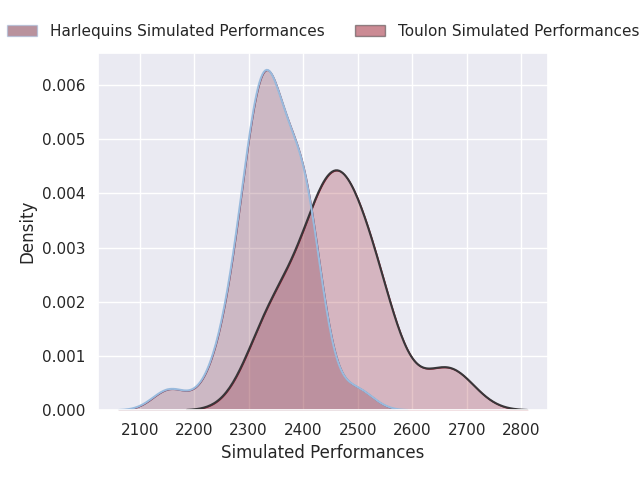 Harlequins Simulated Performances Toulon Simulated Performances
0.006
0.005
0.004
0.003
0.002
0.001
0.000
Density
2100 2200 2300 2400 2500 2600 2700 2800
Simulated Performances